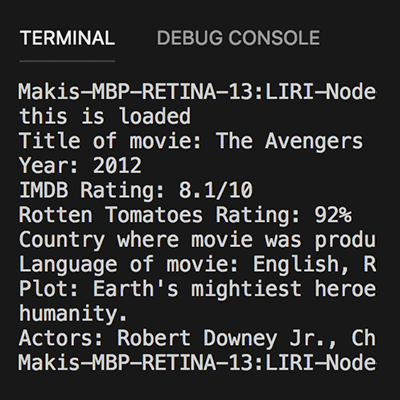 TERMINAL DEBUG CONSOLE
Makis-MBP-RETINA-13:LIRI-Node
this is loaded
Title of movie: The Avengers
Year: 2012
IMDB Rating: 8.1/10
Rotten Tomatoes Rating: 92%
Country where movie was produ
Language of movie: English, R
Plot: Earth's mightiest heroe
humanity.
Actors: Robert Downey Jr., Ch
Makis-MBP-RETINA-13:LIRI-Node